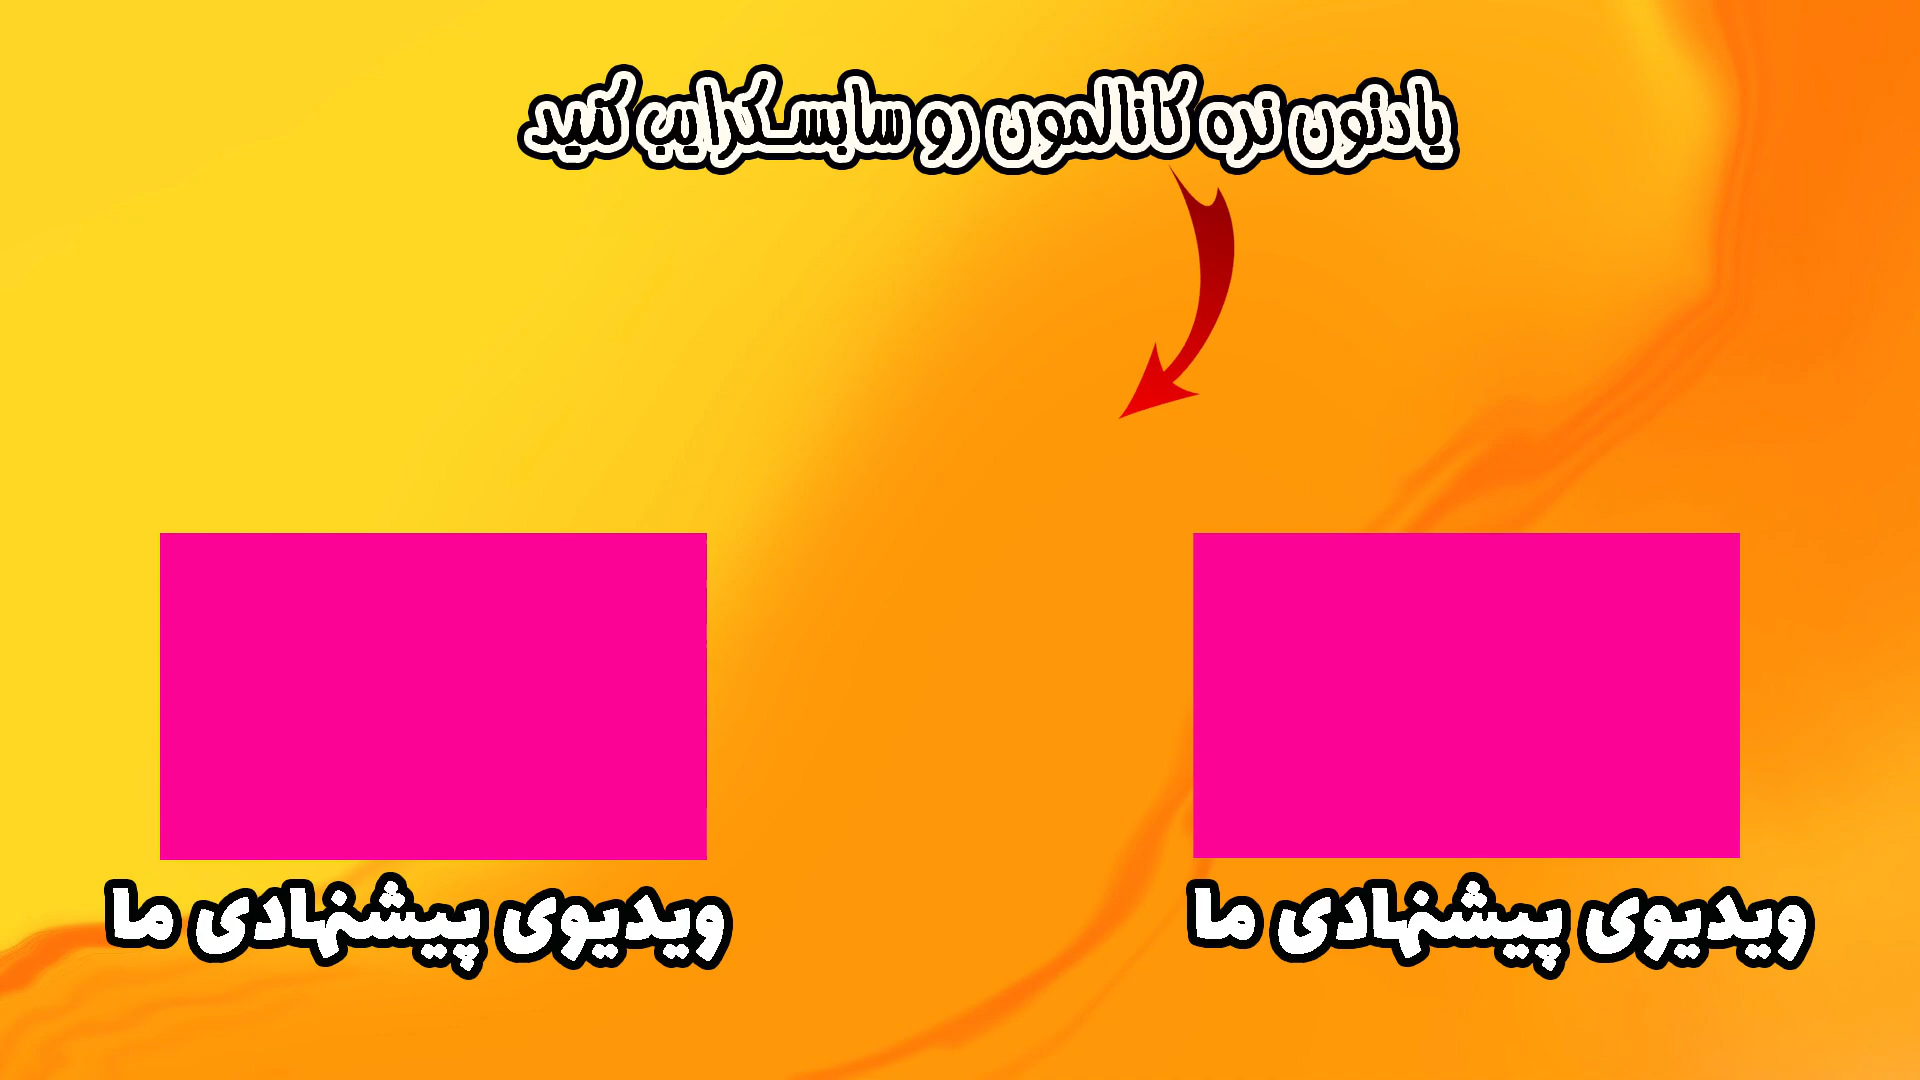 یادتون نره کانالمون رو سابسکرایب کنید
ویدیوی پیشنهادی ما
ویدیوی پیشنهادی ما